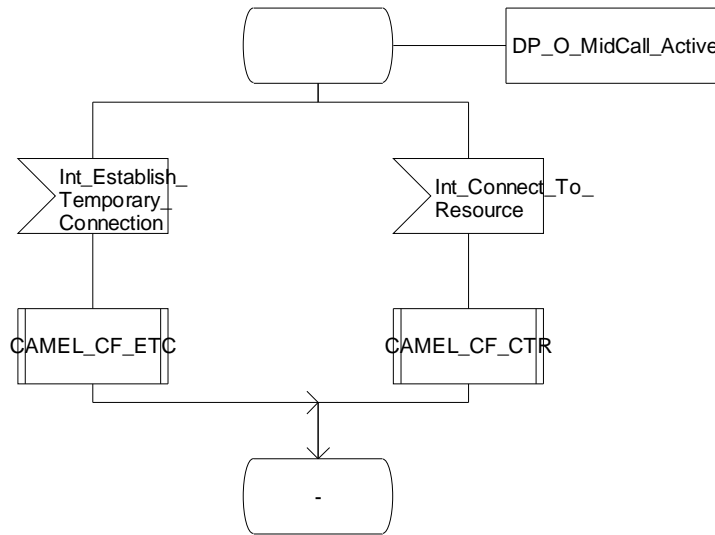 DP_O_MidCall_Active
Int_Establish_
Temporary_
Connection
Int_Connect_To_
Resource
CAMEL_CF_ETC
CAMEL_CF_CTR
-